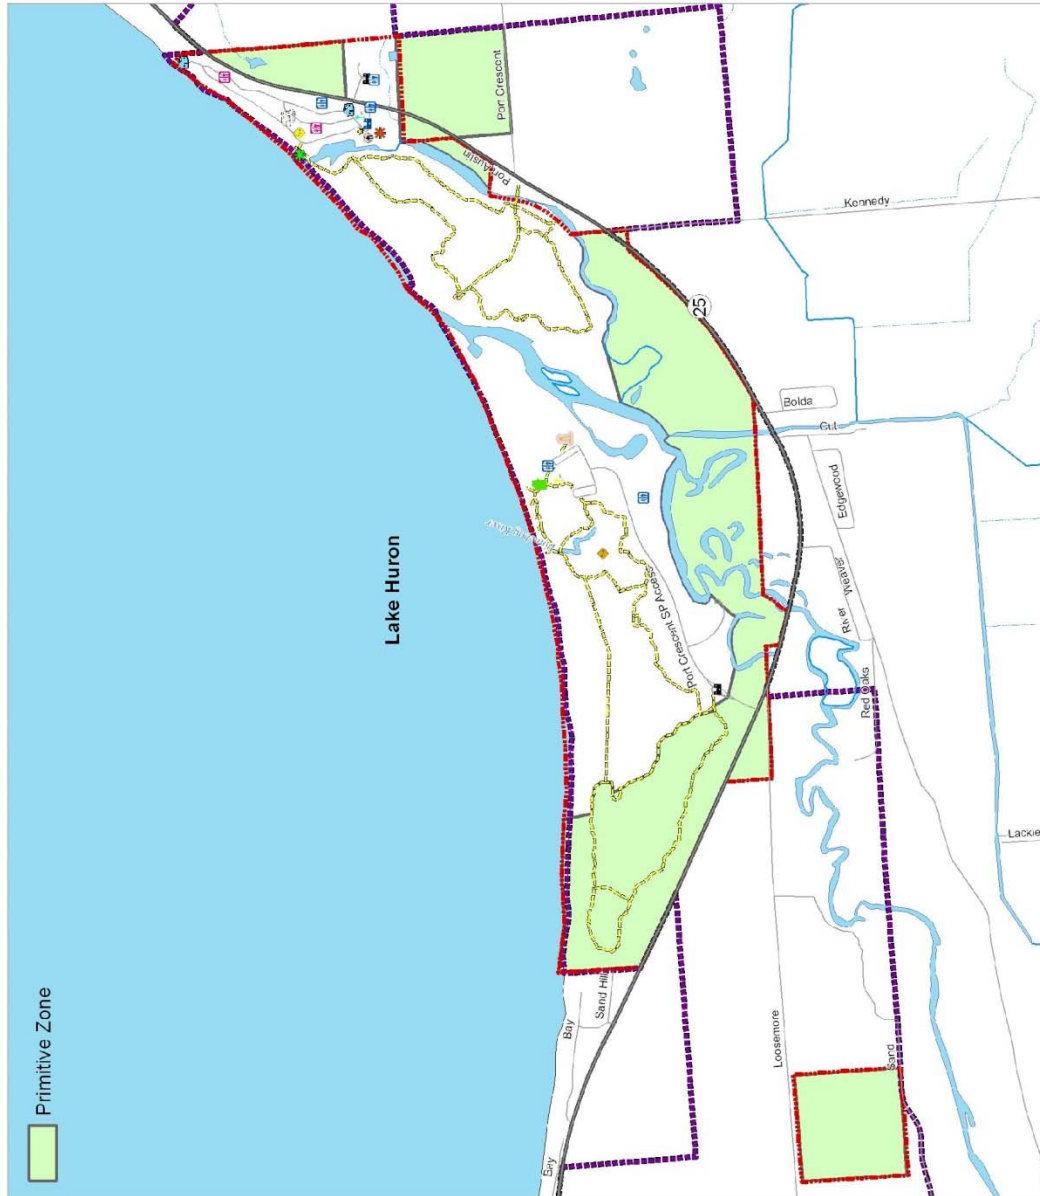 Primitive Zone
Lake Huron
Port Crescent
Port Austin
Kennedy
25
Bolda
Cut
Edgewood
Weaver
River
Port Crescent SP Access
Red Oaks
Lackie
Sand Hill
Bay
Bay
Loosemore
Sand